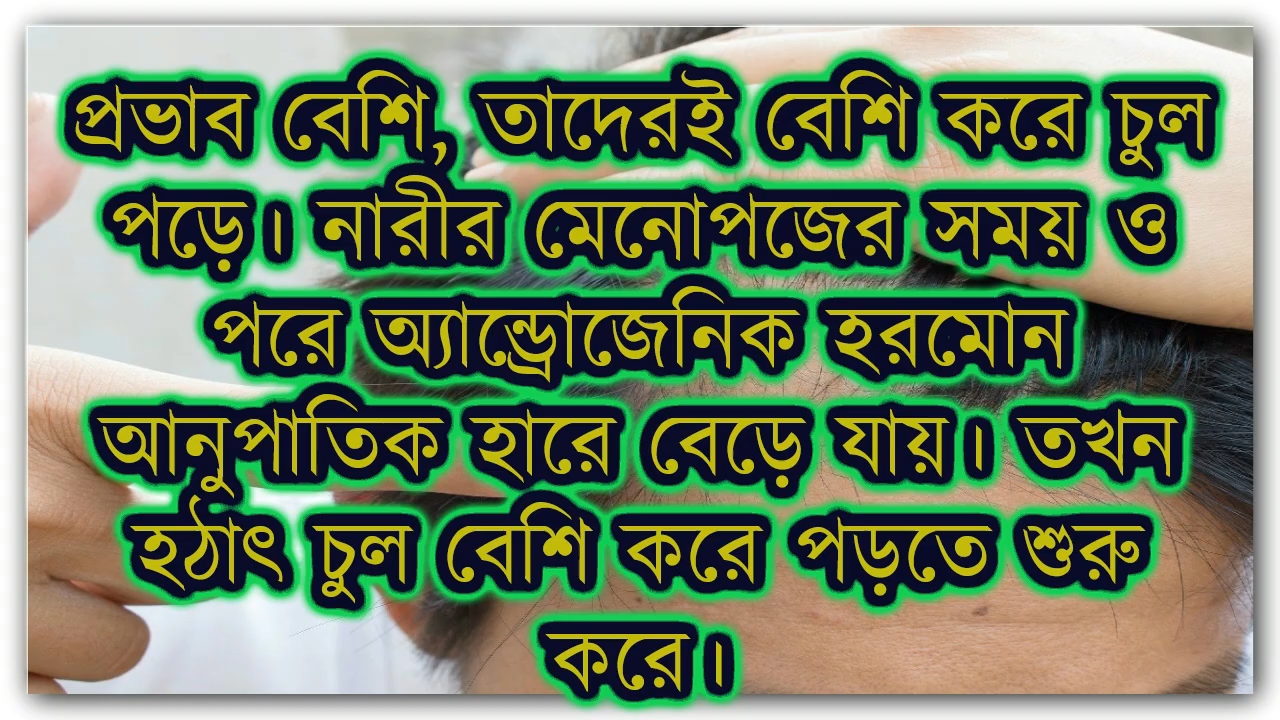 প্রভাব বেশি, তাদেরই বেশি করে চুল
পড়ে। নারীর মেনোপজের সময় ও
পরে অ্যান্ড্রোজেনিক হরমোন
আনুপাতিক হারে বেড়ে যায়। তখন
হঠাৎ চুল বেশি করে পড়তে শুরু
করে।